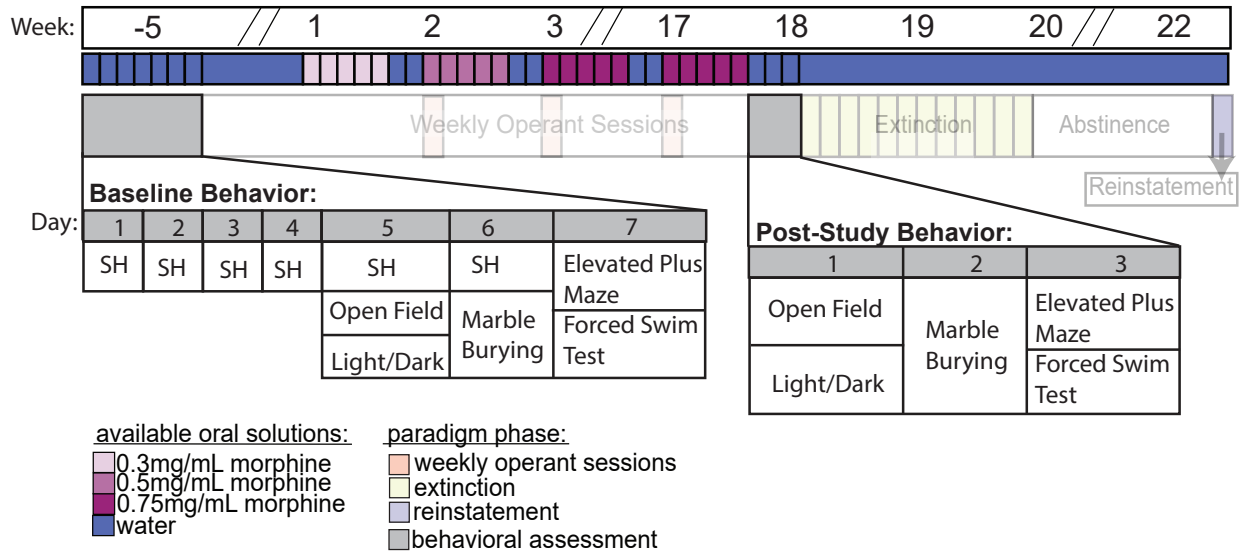 Week: -5 // 1 2 3 // 17 18 19 20 // 22
Weekly Operant Sessions Extinction Abstinence
Reinstatement
Baseline Behavior:
Day: 1 2 3 4 5 6 7
SH SH SH SH SH SH Elevated Plus
Maze
Open Field Marble
Burying Forced Swim
Test
Light/Dark
Post-Study Behavior:
1 2 3
Open Field Marble
Burying Elevated Plus
Maze
Light/Dark Forced Swim
Test
available oral solutions:
0.3mg/mL morphine
0.5mg/mL morphine
0.75mg/mL morphine
water
paradigm phase:
weekly operant sessions
extinction
reinstatement
behavioral assessment